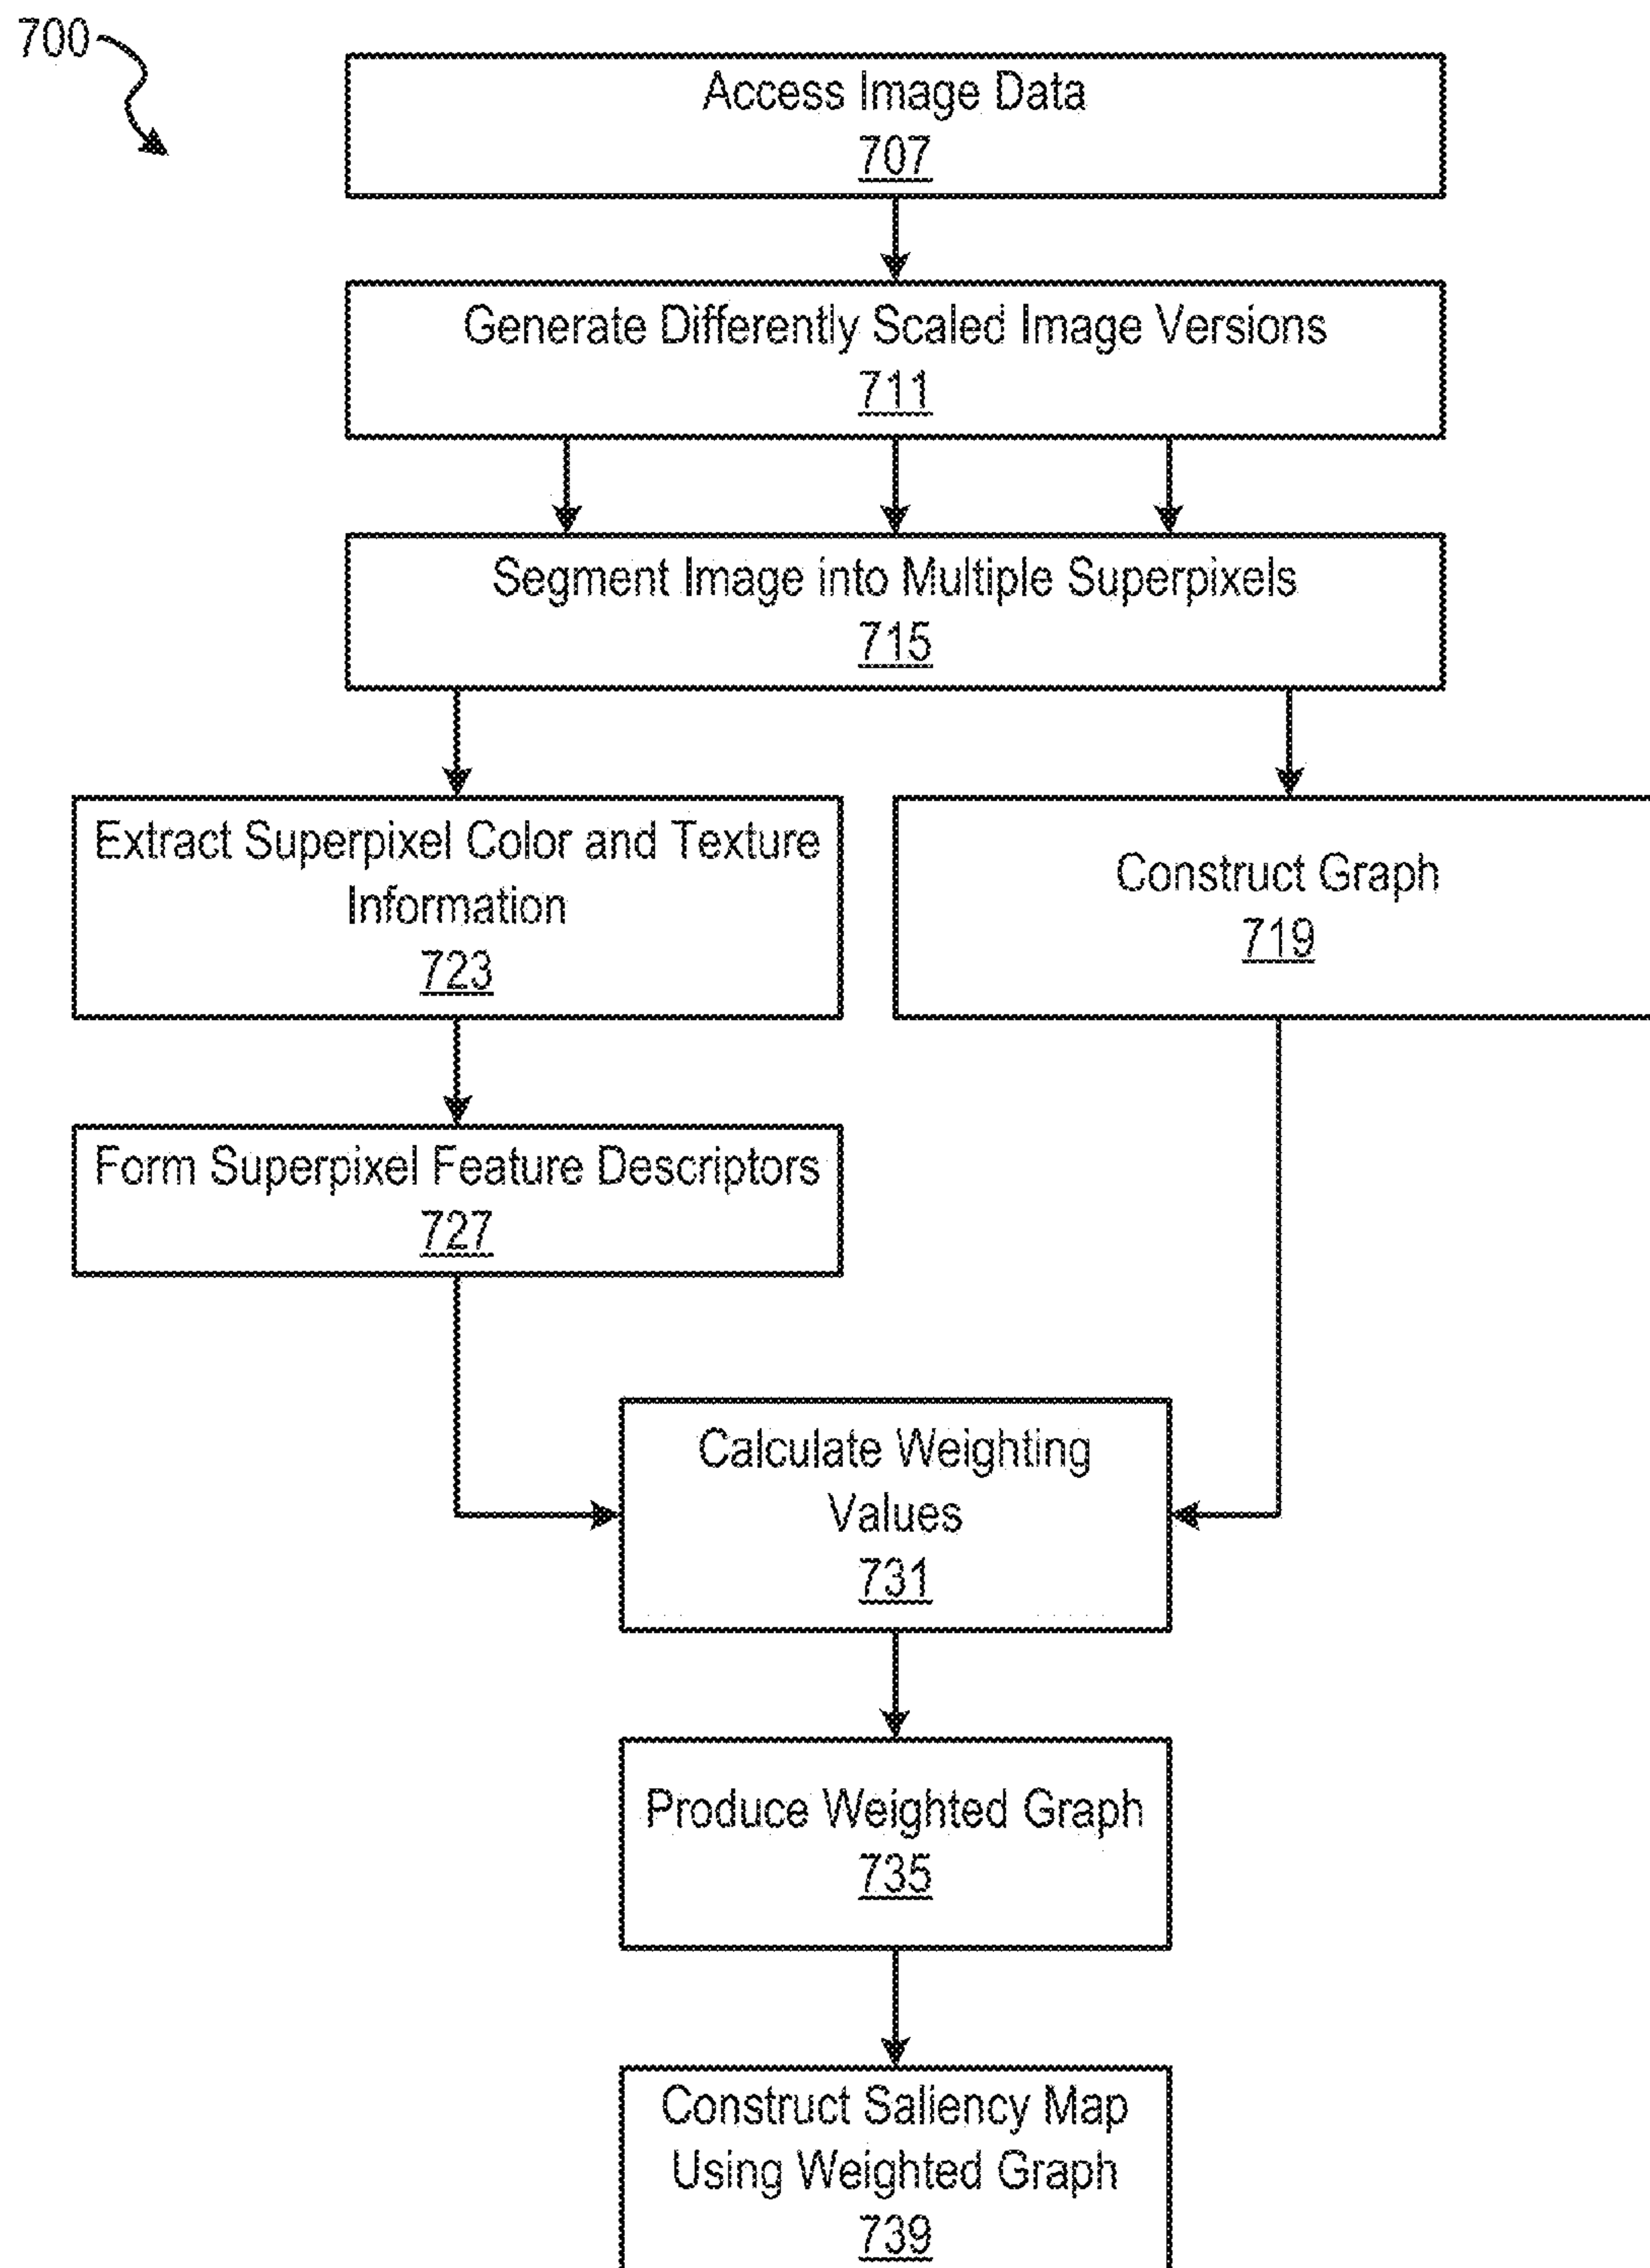 700
Access Image Data
707
Generate Differently Scaled Image Versions
711
Segment Image into Multiple Superpixels
715
Extract Superpixel Color and Texture
Information
723
Construct Graph
719
Form Superpixel Feature Descriptors
727
Calculate Weighting
Values
731
Produce Weighted Graph
735
Construct Saliency Map
Using Weighted Graph
739